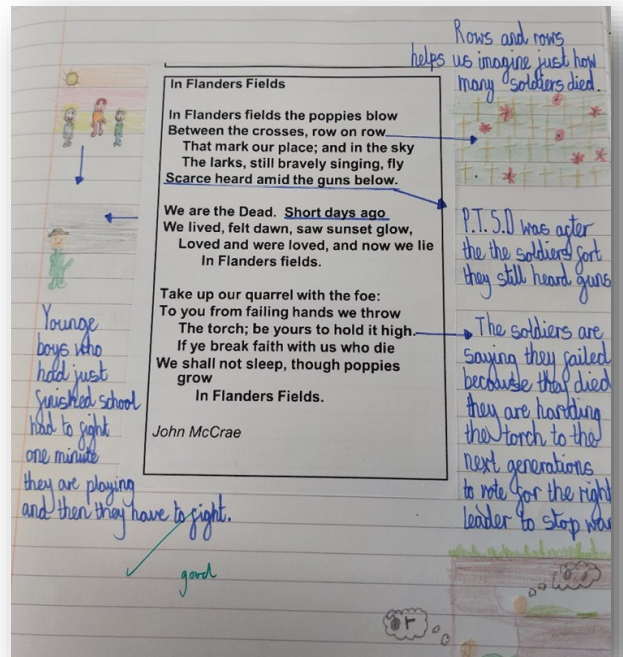 Rows and rows
helps us imagine just how
many soldiers died.
In Flanders Fields
In Flanders fields the poppies blow
Between the crosses, row on row
That mark our place; and in the sky
The larks, still bravely singing, fly
Scarce heard amid the guns below.
We are the Dead. Short days ago
We lived, felt dawn, saw sunset glow,
Loved and were loved, and now we lie
In Flanders fields.
Take up our quarrel with the foe:
To you from failing hands we throw
The torch; be yours to hold it high.
If ye break faith with us who die
We shall not sleep, though poppies
grow
In Flanders Fields.
John McCrae
P.T.S.D was after
the the soldiers fort
they still heard guns
The soldiers are
saying they failed
because that died
they are handing
the torch to the
next generations
to vote for the right
leader to stop war
Younge
boys who
had just
finished school
had to fight
one minute
they are playing
and then they have to fight.
good
or